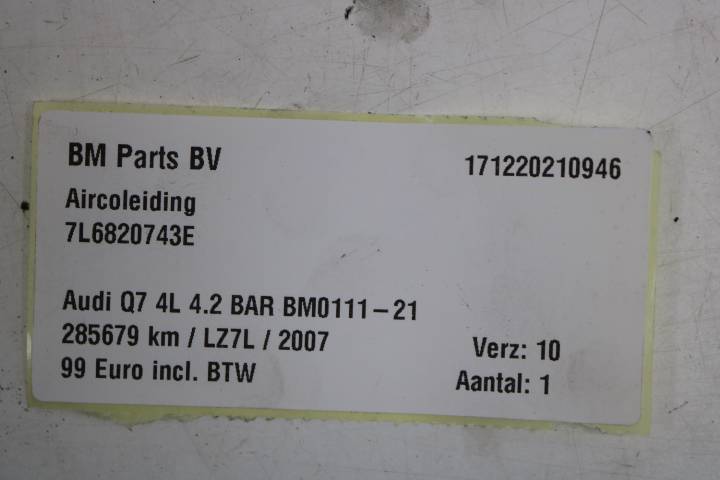 BM Parts BV 171220210946
Aircoleiding
7L6820743E
Audi Q7 4L 4.2 BAR BM0111-21
285679 km / LZ7L / 2007 Verz: 10
99 Euro incl. BTW Aantal: 1